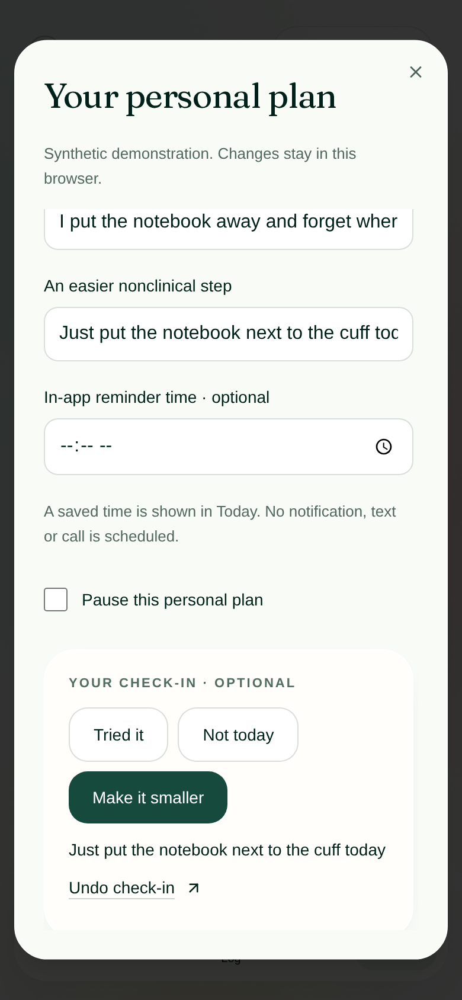 Your personal plan
Synthetic demonstration. Changes stay in this
browser.
I put the notebook away and forget wher
An easier nonclinical step
Just put the notebook next to the cuff tod
In-app reminder time · optional
--:-- --
A saved time is shown in Today. No notification, text
or call is scheduled.
Pause this personal plan
YOUR CHECK-IN · OPTIONAL
Tried it
Not today
Make it smaller
Just put the notebook next to the cuff today
Undo check-in
Log